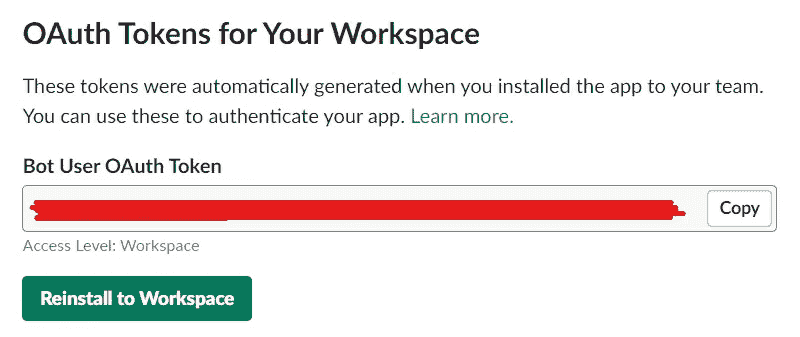 OAuth Tokens for Your Workspace
These tokens were automatically generated when you installed the app to your team.
You can use these to authenticate your app. Learn more.
Bot User OAuth Token
Copy
Access Level: Workspace
Reinstall to Workspace